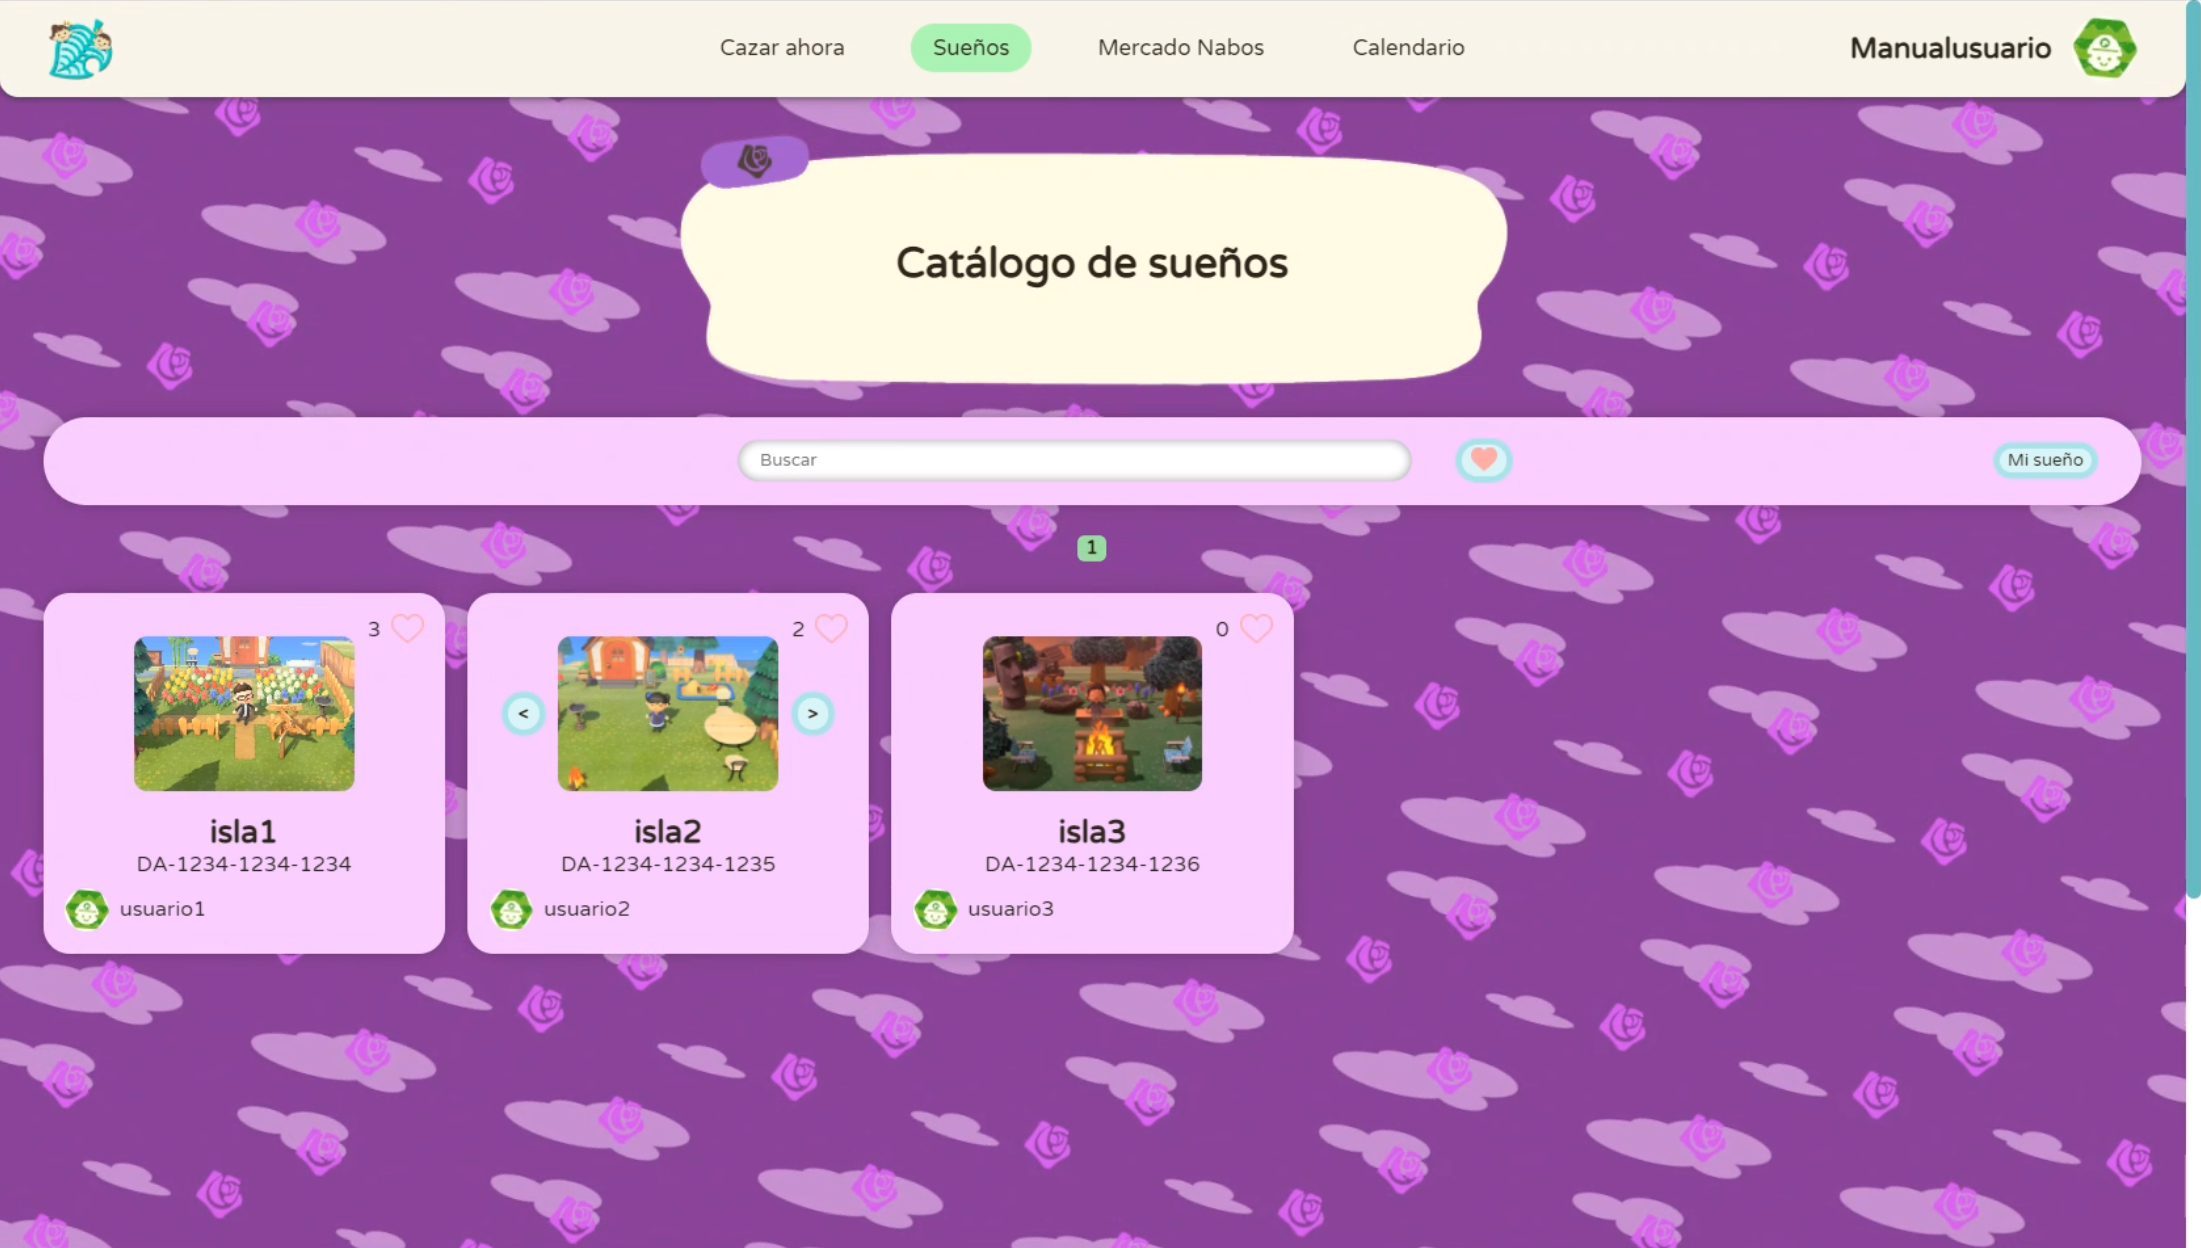 Cazar ahora
Sueños
Mercado Nabos
Calendario
Manualusuario
Catálogo de sueños
Buscar
Mi sueño
1
3
isla1
DA-1234-1234-1234
usuario1
2
<
>
isla2
DA-1234-1234-1235
usuario2
0
isla3
DA-1234-1234-1236
usuario3